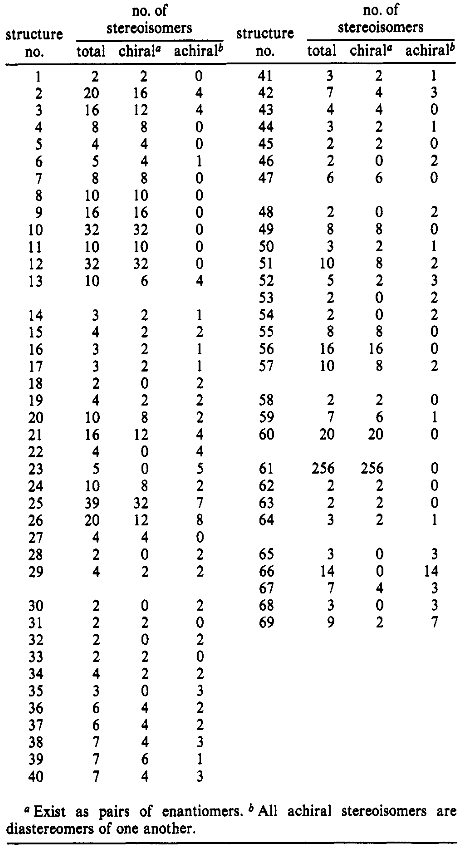 no. of
stereoisomers
structure
no. total chiralᵃ achiralᵇ
1 2 2 0
2 20 16 4
3 16 12 4
4 8 8 0
5 4 4 0
6 5 4 1
7 8 8 0
8 10 10 0
9 16 16 0
10 32 32 0
11 10 10 0
12 32 32 0
13 10 6 4
14 3 2 1
15 4 2 2
16 3 2 1
17 3 2 1
18 2 0 2
19 4 2 2
20 10 8 2
21 16 12 4
22 4 0 4
23 5 0 5
24 10 8 2
25 39 32 7
26 20 12 8
27 4 4 0
28 2 0 2
29 4 2 2
30 2 0 2
31 2 2 0
32 2 0 2
33 2 2 0
34 4 2 2
35 3 0 3
36 6 4 2
37 6 4 2
38 7 4 3
39 7 6 1
40 7 4 3
no. of
stereoisomers
structure
no. total chiralᵃ achiralᵇ
41 3 2 1
42 7 4 3
43 4 4 0
44 3 2 1
45 2 2 0
46 2 0 2
47 6 6 0
48 2 0 2
49 8 8 0
50 3 2 1
51 10 8 2
52 5 2 3
53 2 0 2
54 2 0 2
55 8 8 0
56 16 16 0
57 10 8 2
58 2 2 0
59 7 6 1
60 20 20 0
61 256 256 0
62 2 2 0
63 2 2 0
64 3 2 1
65 3 0 3
66 14 0 14
67 7 4 3
68 3 0 3
69 9 2 7
ᵃ Exist as pairs of enantiomers. ᵇ All achiral stereoisomers are
diastereomers of one another.